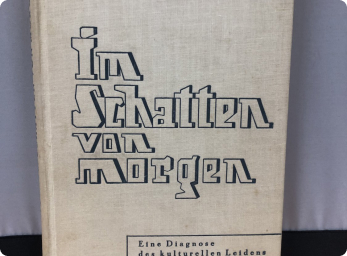 Im
Schatten
von
morgen
Eine Diagnose
des kulturellen Leidens